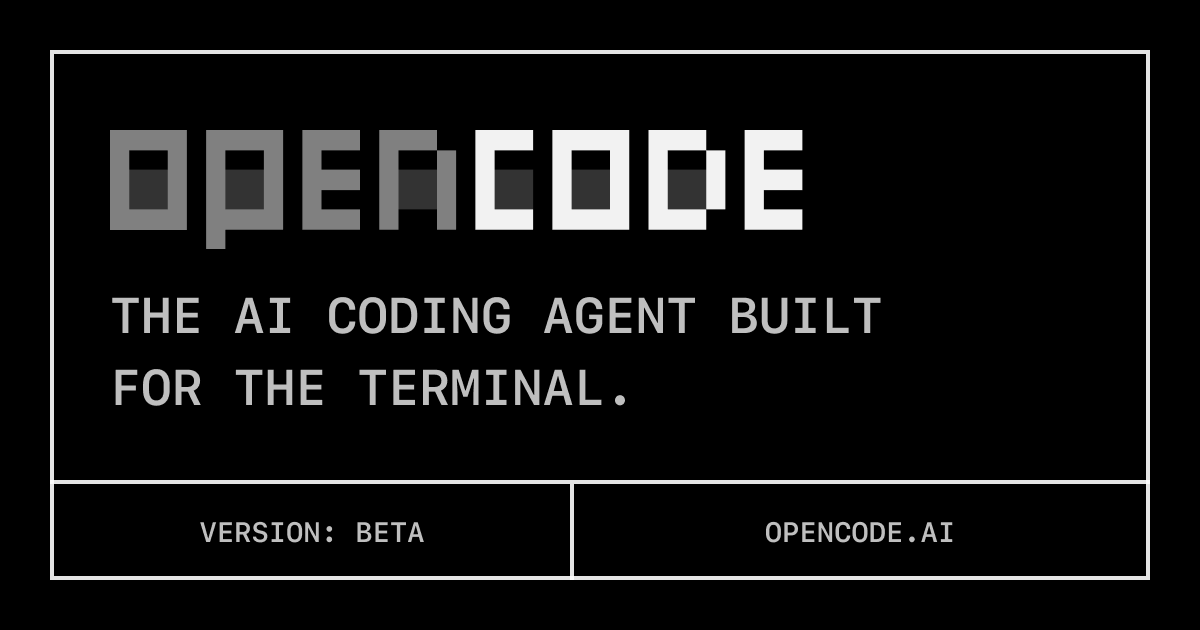 opencode
THE AI CODING AGENT BUILT
FOR THE TERMINAL.
VERSION: BETA
OPENCODE.AI